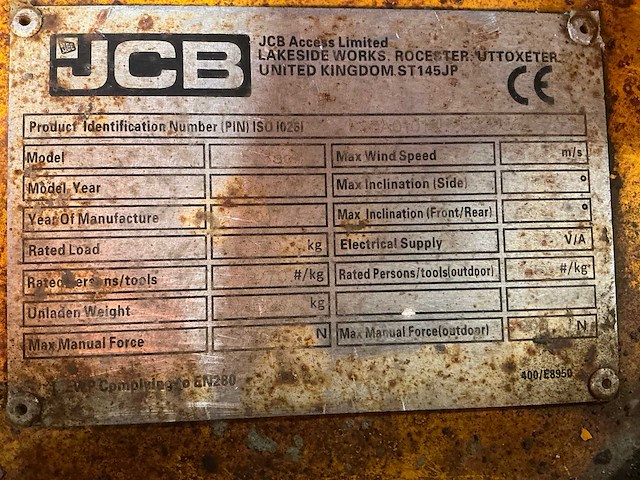 JCB
JCB Access Limited
LAKESIDE WORKS. ROCESTER. UTTOXETER.
UNITED KINGDOM ST145JP
CE
Product Identification Number (PIN) ISO 10261
Model
Max Wind Speed m/s
Model Year
Max Inclination (Side) °
Year Of Manufacture
Max Inclination (Front/Rear) °
Rated Load kg
Electrical Supply V/A
Rated Persons/tools #/kg
Rated Persons/tools(outdoor) #/kg
Unladen Weight kg
Max Manual Force N
Max Manual Force(outdoor) N
Complying to EN280
400/E8950